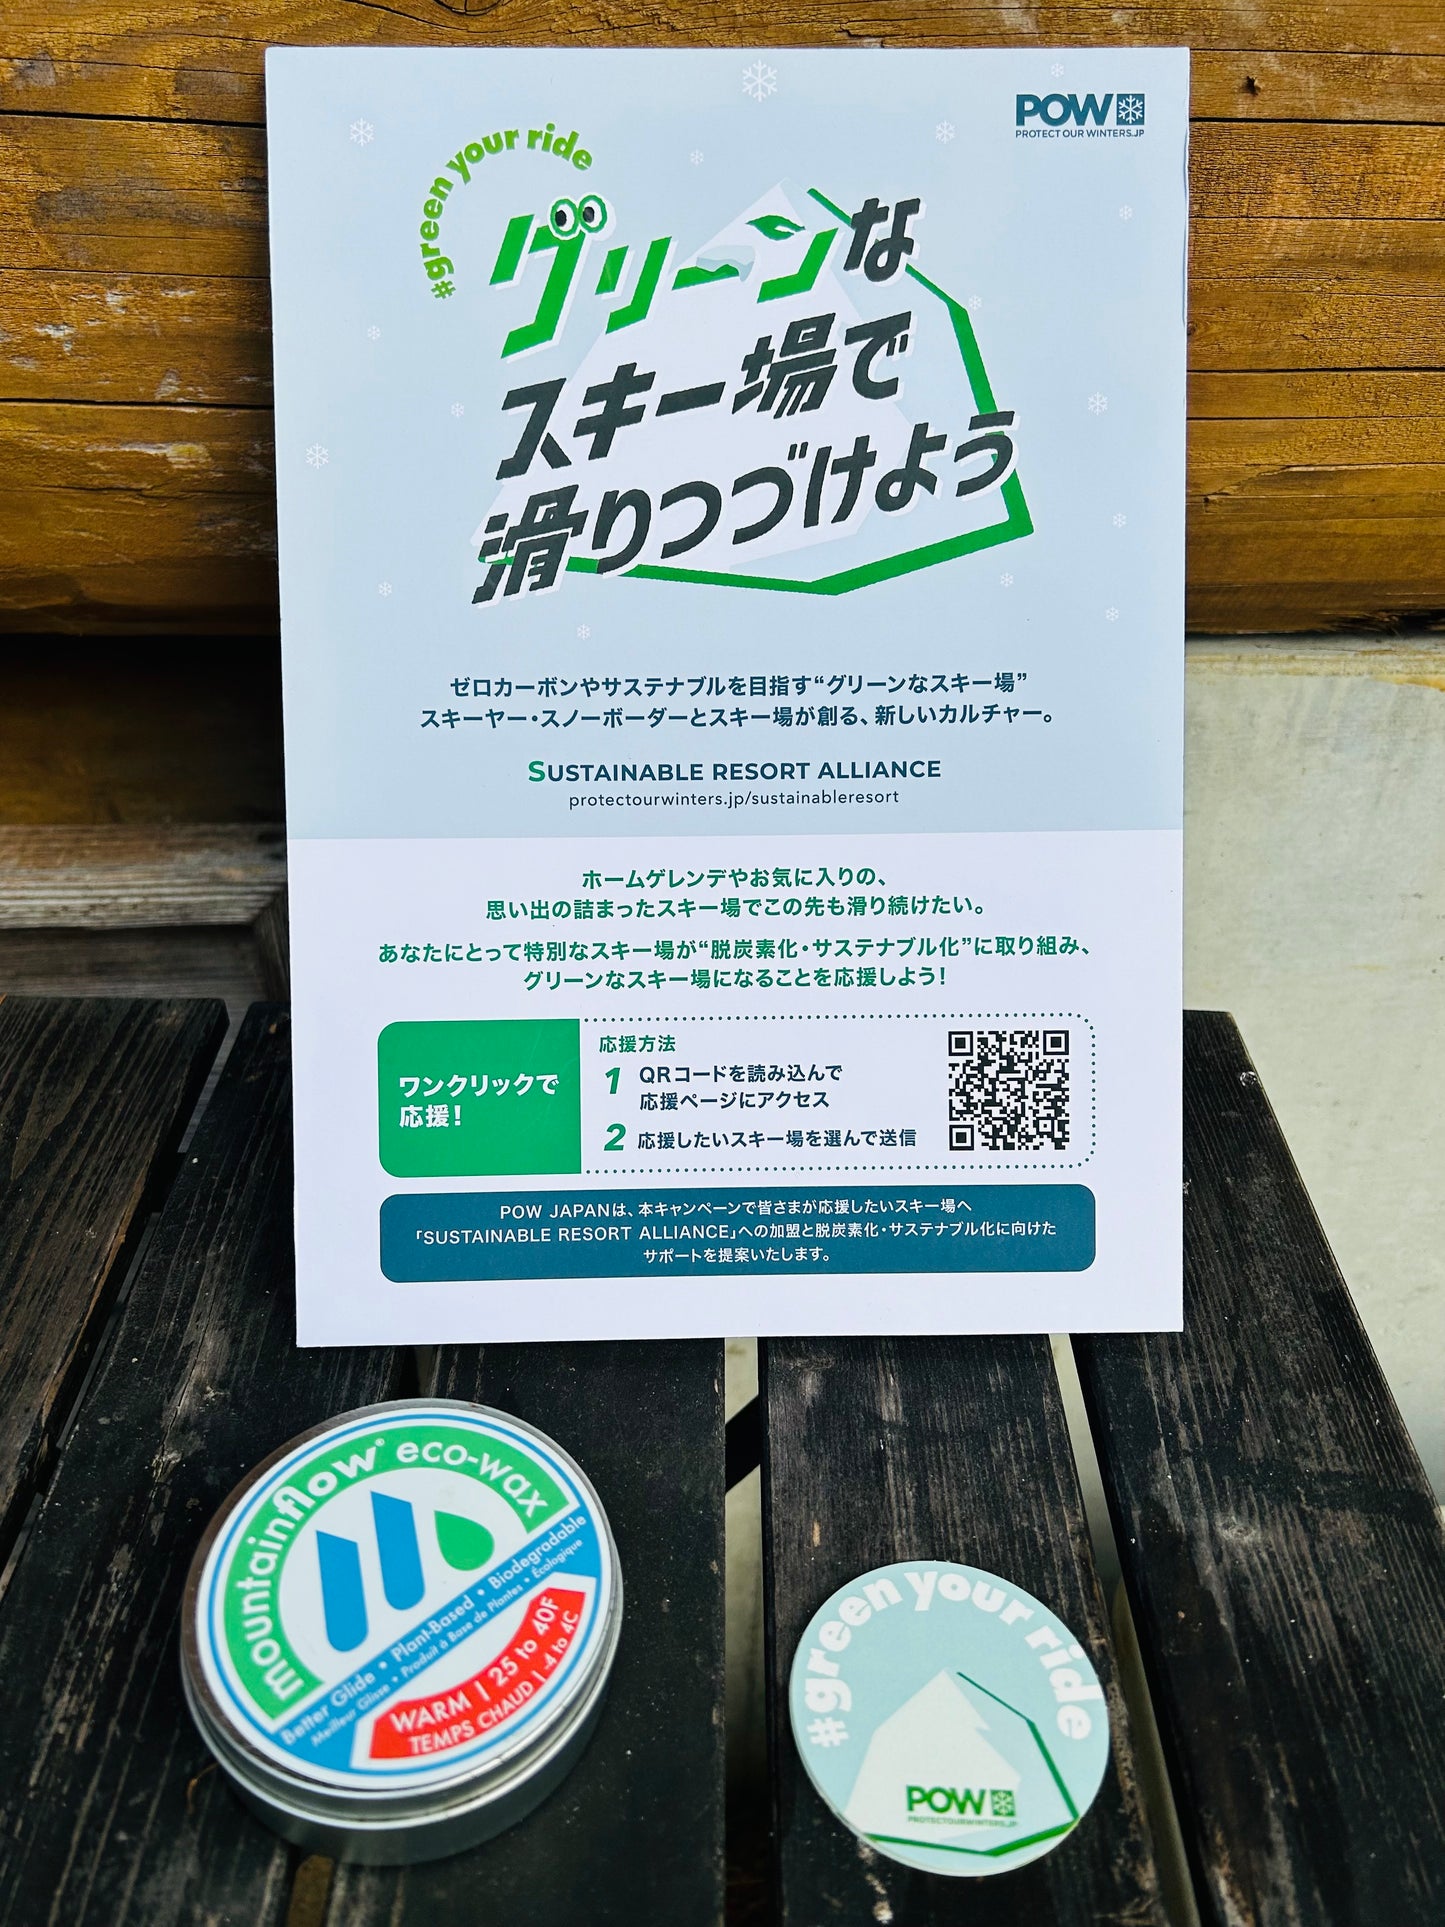 POW
PROTECT OUR WINTERS.JP
#green your ride
グリーンな
スキー場で
滑りつづけよう
ゼロカーボンやサステナブルを目指す“グリーンなスキー場”
スキーヤー・スノーボーダーとスキー場が創る、新しいカルチャー。
SUSTAINABLE RESORT ALLIANCE
protectourwinters.jp/sustainableresort
ホームゲレンデやお気に入りの、
思い出の詰まったスキー場でこの先も滑り続けたい。
あなたにとって特別なスキー場が“脱炭素化・サステナブル化”に取り組み、
グリーンなスキー場になることを応援しよう!
ワンクリックで
応援!
応援方法
1 QRコードを読み込んで
応援ページにアクセス
2 応援したいスキー場を選んで送信
POW JAPANは、本キャンペーンで皆さまが応援したいスキー場へ
「SUSTAINABLE RESORT ALLIANCE」への加盟と脱炭素化・サステナブル化に向けた
サポートを提案いたします。
mountainflow® eco-wax
Better Glide • Plant-Based • Biodegradable
Meilleur Glisse • Produit à Base de Plantes • Écologique
WARM | 25 to 40F
TEMPS CHAUD | -4 to 4C
#green your ride
POW
PROTECTOURWINTERS.JP